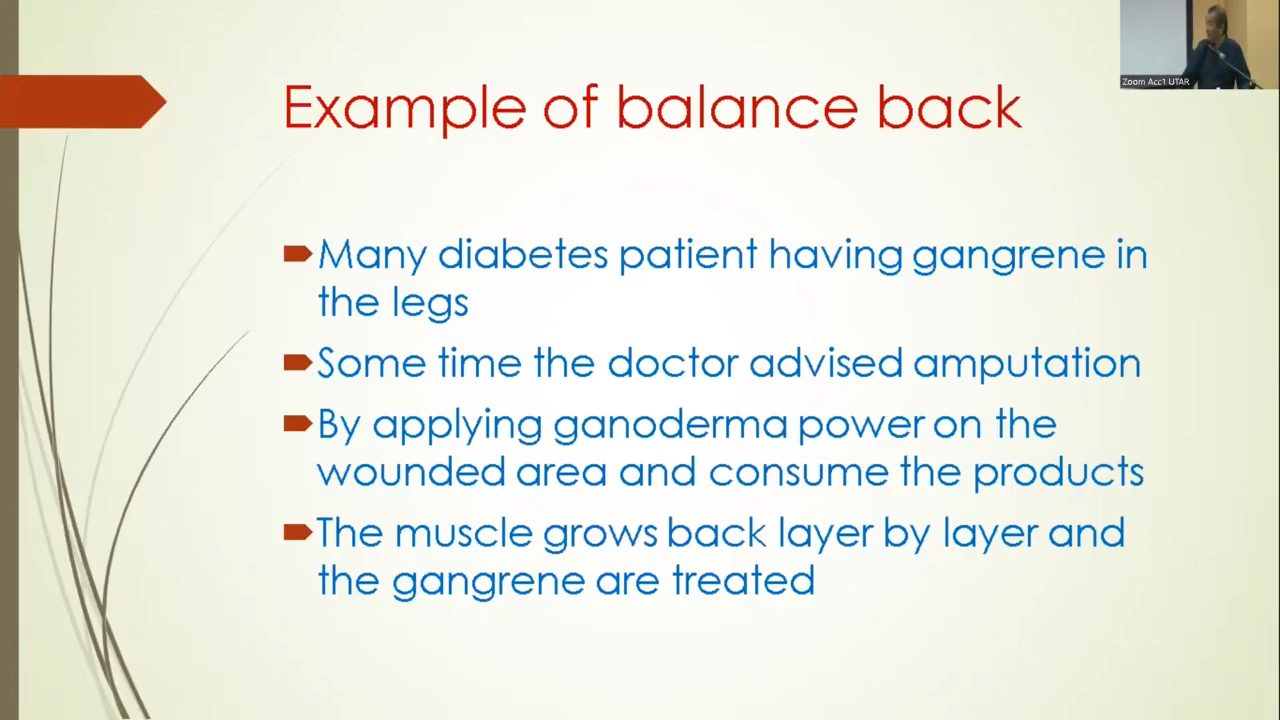 Zoom Acc1 UTAR
Example of balance back
Many diabetes patient having gangrene in
the legs
Some time the doctor advised amputation
By applying ganoderma power on the
wounded area and consume the products
The muscle grows back layer by layer and
the gangrene are treated